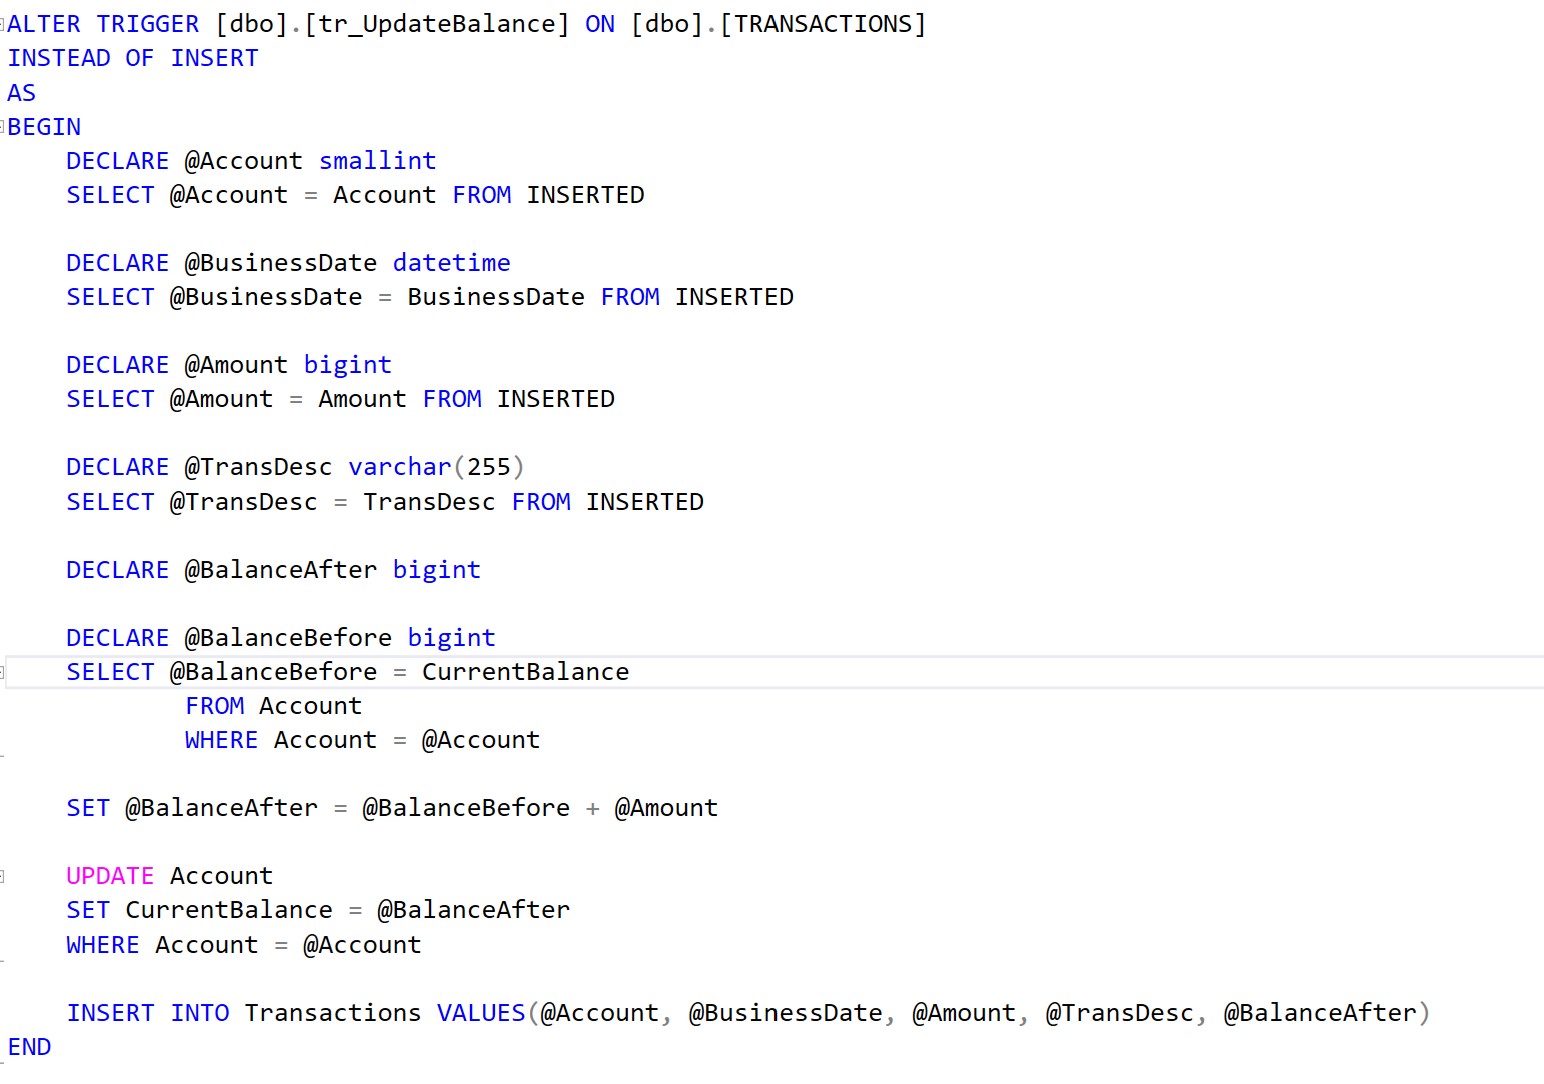 ALTER TRIGGER [dbo].[tr_UpdateBalance] ON [dbo].[TRANSACTIONS]
INSTEAD OF INSERT
AS
BEGIN
    DECLARE @Account smallint
    SELECT @Account = Account FROM INSERTED

    DECLARE @BusinessDate datetime
    SELECT @BusinessDate = BusinessDate FROM INSERTED

    DECLARE @Amount bigint
    SELECT @Amount = Amount FROM INSERTED

    DECLARE @TransDesc varchar(255)
    SELECT @TransDesc = TransDesc FROM INSERTED

    DECLARE @BalanceAfter bigint

    DECLARE @BalanceBefore bigint
    SELECT @BalanceBefore = CurrentBalance
            FROM Account
            WHERE Account = @Account

    SET @BalanceAfter = @BalanceBefore + @Amount

    UPDATE Account
    SET CurrentBalance = @BalanceAfter
    WHERE Account = @Account

    INSERT INTO Transactions VALUES(@Account, @BusinessDate, @Amount, @TransDesc, @BalanceAfter)
END